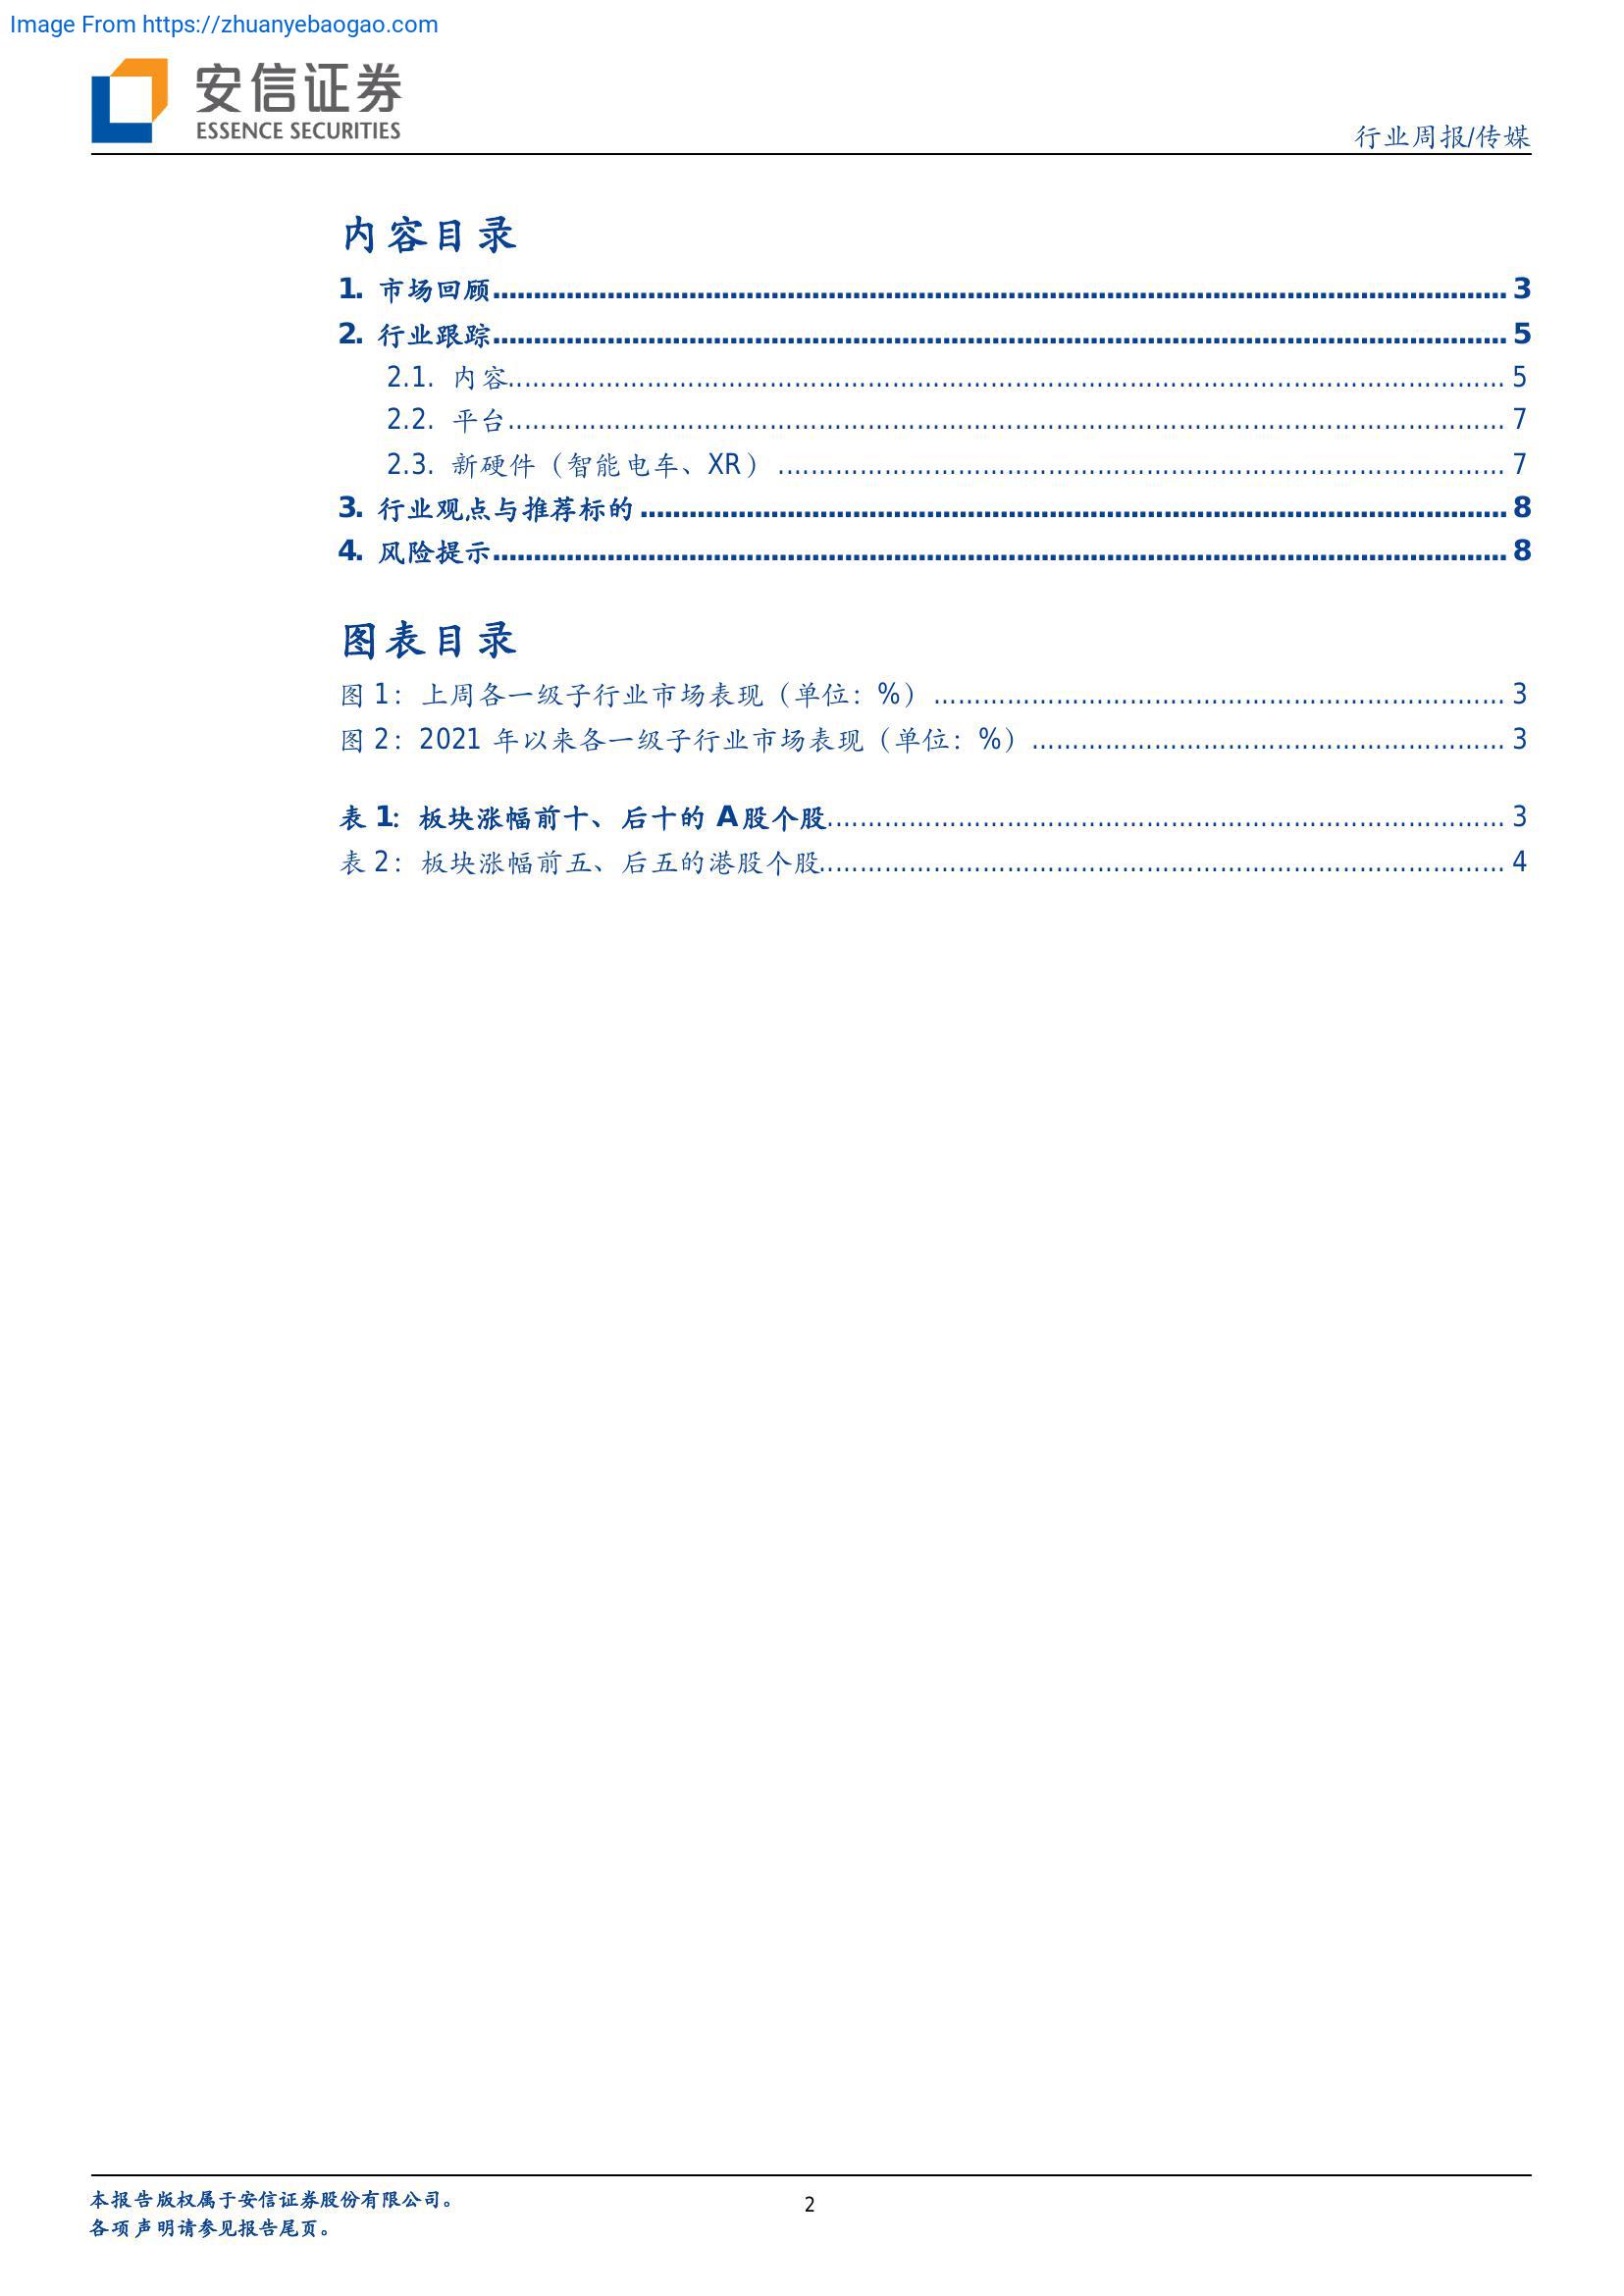 Image From https://zhuanyebaogao.com
安信证券
ESSENCE SECURITIES
行业周报/传媒
内容目录
1. 市场回顾 3
2. 行业跟踪 5
2.1. 内容 5
2.2. 平台 7
2.3. 新硬件（智能电车、XR） 7
3. 行业观点与推荐标的 8
4. 风险提示 8
图表目录
图 1：上周各一级子行业市场表现（单位：%） 3
图 2：2021 年以来各一级子行业市场表现（单位：%） 3
表 1：板块涨幅前十、后十的 A 股个股 3
表 2：板块涨幅前五、后五的港股个股 4
本报告版权属于安信证券股份有限公司。
各项声明请参见报告尾页。
2